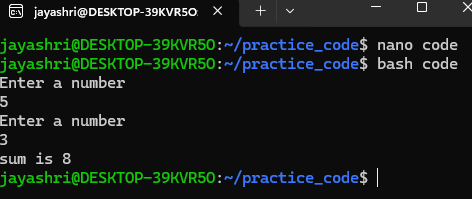 jayashri@DESKTOP-39KVR5O:
jayashri@DESKTOP-39KVR5O:~/practice_code$ nano code
jayashri@DESKTOP-39KVR5O:~/practice_code$ bash code
Enter a number
5
Enter a number
3
sum is 8
jayashri@DESKTOP-39KVR5O:~/practice_code$